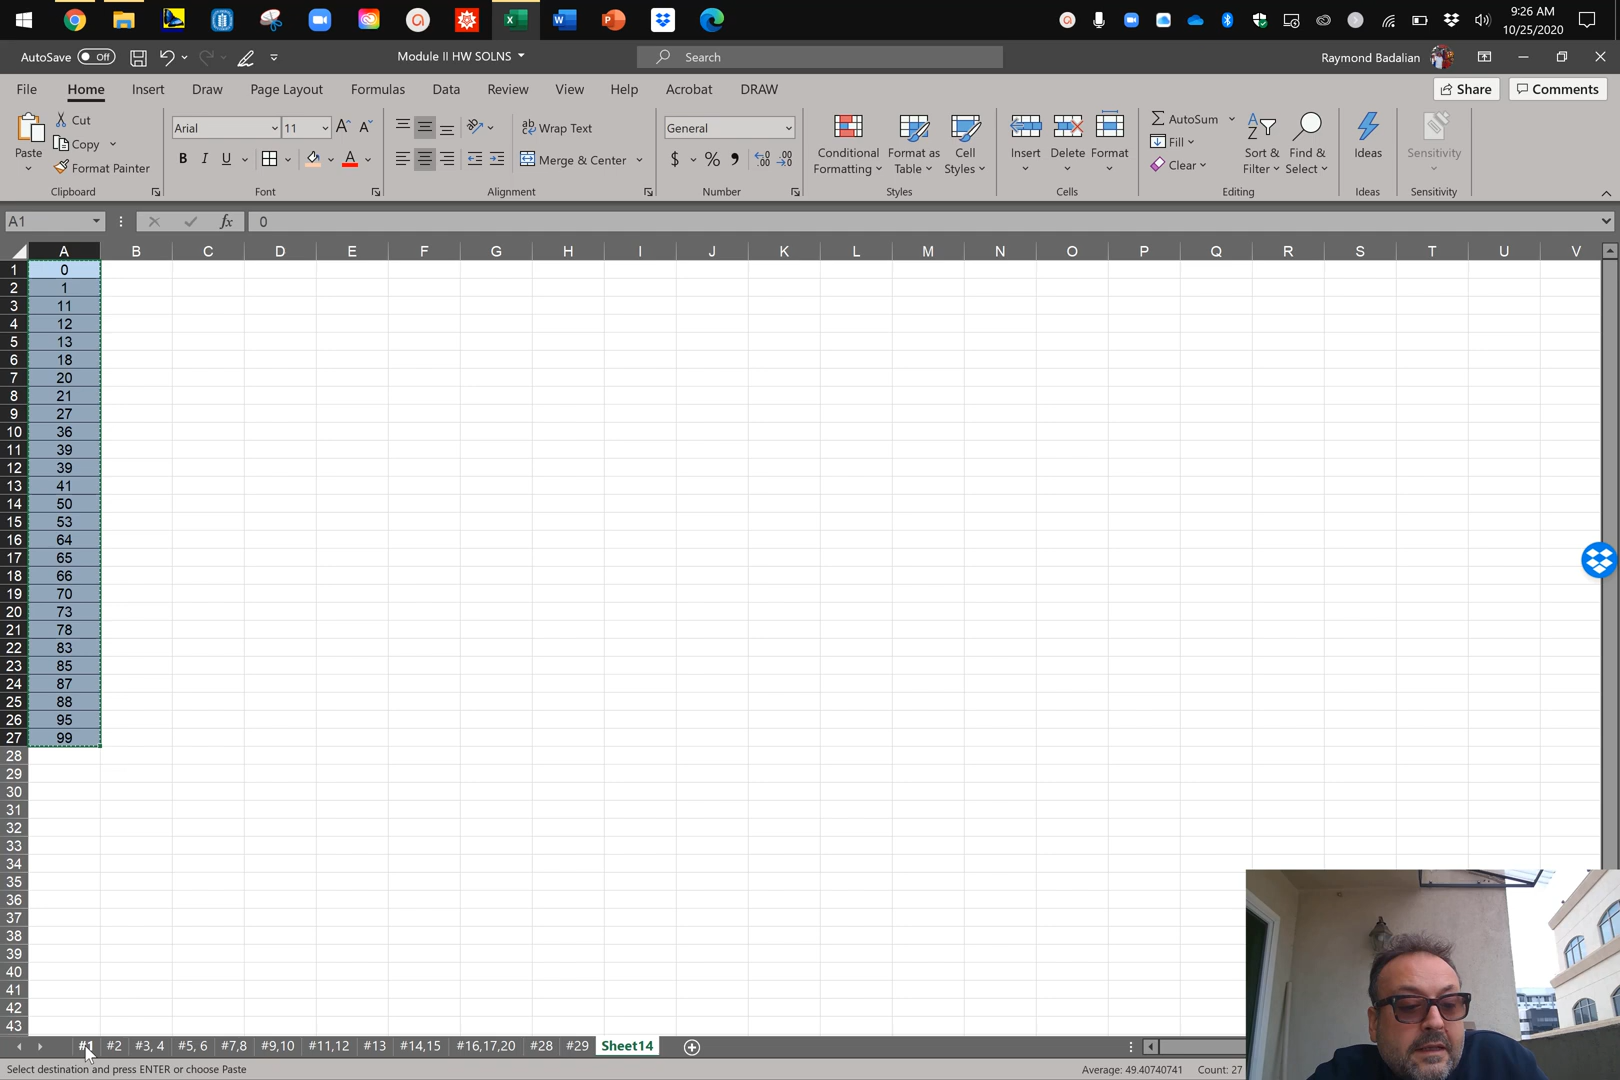 9:26 AM
10/25/2020
AutoSave Off
Module II HW SOLNS
Search
Raymond Badalian
File Home Insert Draw Page Layout Formulas Data Review View Help Acrobat DRAW
Share Comments
Paste
Cut
Copy
Format Painter
Clipboard
Arial 11
B I U A
Font
Wrap Text
Merge & Center
Alignment
General
$ % ,
Number
Conditional Formatting
Format as Table
Cell Styles
Styles
Insert Delete Format
Cells
AutoSum
Fill
Clear
Sort & Filter
Find & Select
Editing
Ideas
Ideas
Sensitivity
Sensitivity
A1 fx 0
A B C D E F G H I J K L M N O P Q R S T U V
1 0
2 1
3 11
4 12
5 13
6 18
7 20
8 21
9 27
10 36
11 39
12 39
13 41
14 50
15 53
16 64
17 65
18 66
19 70
20 73
21 78
22 83
23 85
24 87
25 88
26 95
27 99
28
29
30
31
32
33
34
35
36
37
38
39
40
41
42
43
#1 #2 #3, 4 #5, 6 #7,8 #9,10 #11,12 #13 #14,15 #16,17,20 #28 #29 Sheet14
Select destination and press ENTER or choose Paste
Average: 49.40740741 Count: 27